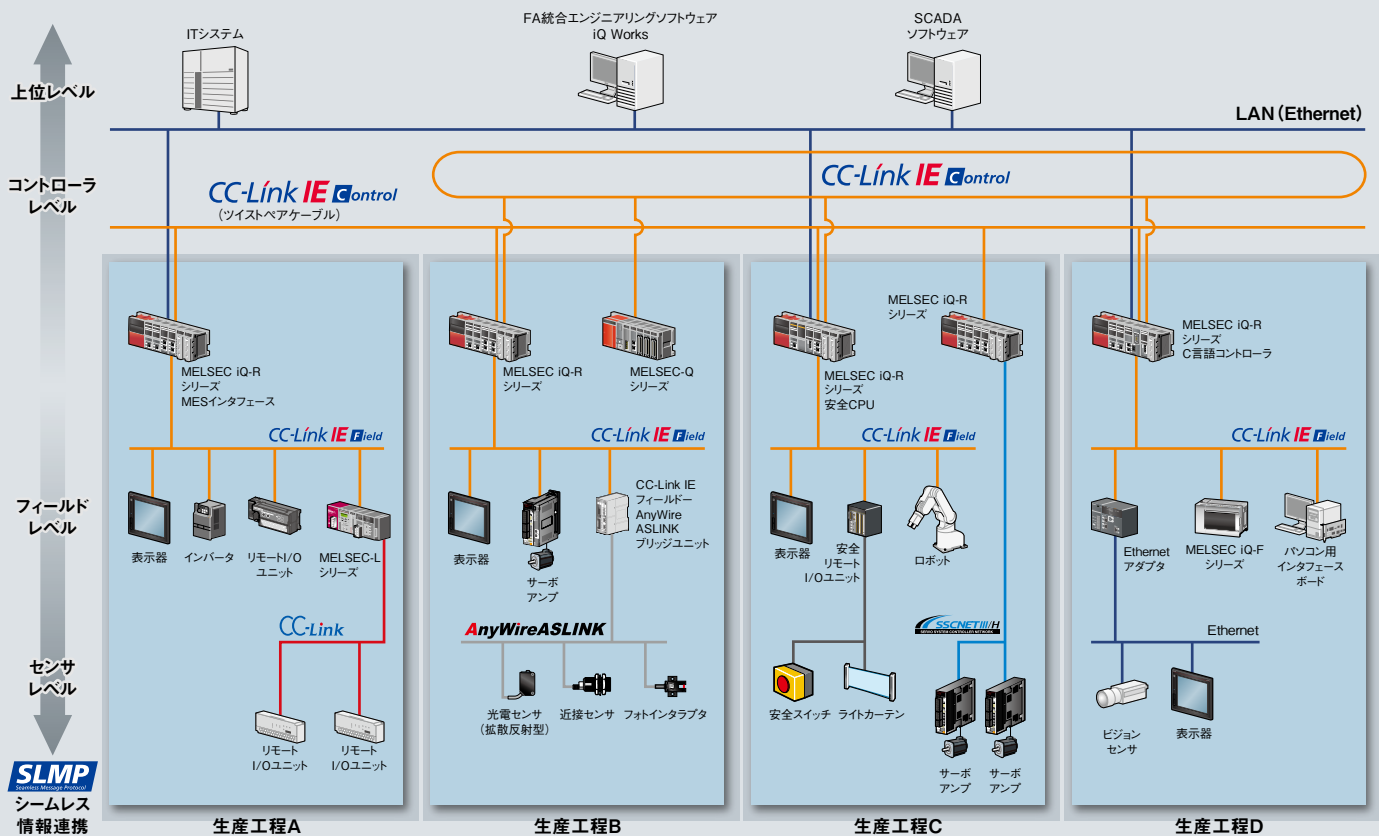 ITシステム
FA統合エンジニアリングソフトウェア
iQ Works
SCADA
ソフトウェア
上位レベル
LAN(Ethernet)
コントローラ
レベル
CC-Link IE Control
(ツイストペアケーブル)
CC-Link IE Control
MELSEC iQ-R
シリーズ
MESインタフェース
MELSEC iQ-R
シリーズ
MELSEC-Q
シリーズ
MELSEC iQ-R
シリーズ
安全CPU
MELSEC iQ-R
シリーズ
MELSEC iQ-R
シリーズ
C言語コントローラ
CC-Link IE Field
CC-Link IE Field
CC-Link IE Field
CC-Link IE Field
フィールド
レベル
表示器
インバータ
リモートI/O
ユニット
MELSEC-L
シリーズ
表示器
サーボ
アンプ
CC-Link IE
フィールドー
AnyWire
ASLINK
ブリッジユニット
表示器
安全
リモート
I/Oユニット
ロボット
Ethernet
アダプタ
MELSEC iQ-F
シリーズ
パソコン用
インタフェース
ボード
CC-Link
AnyWireASLINK
SSCNET III/H
SERVO SYSTEM CONTROLLER NETWORK
Ethernet
センサ
レベル
リモート
I/Oユニット
リモート
I/Oユニット
光電センサ
(拡散反射型)
近接センサ
フォトインタラプタ
安全スイッチ
ライトカーテン
サーボ
アンプ
サーボ
アンプ
ビジョン
センサ
表示器
SLMP
Seamless Message Protocol
シームレス
情報連携
生産工程A
生産工程B
生産工程C
生産工程D